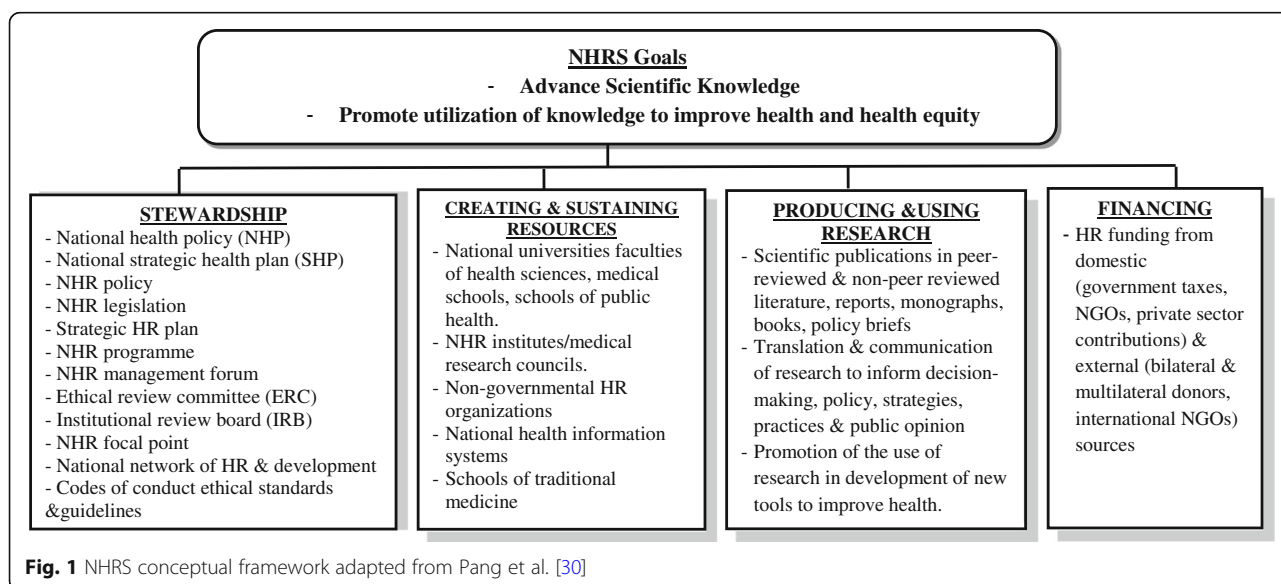 NHRS Goals
- Advance Scientific Knowledge
- Promote utilization of knowledge to improve health and health equity
STEWARDSHIP
- National health policy (NHP)
- National strategic health plan (SHP)
- NHR policy
- NHR legislation
- Strategic HR plan
- NHR programme
- NHR management forum
- Ethical review committee (ERC)
- Institutional review board (IRB)
- NHR focal point
- National network of HR & development
- Codes of conduct ethical standards
&guidelines
CREATING & SUSTAINING
RESOURCES
- National universities faculties
of health sciences, medical
schools, schools of public
health.
- NHR institutes/medical
research councils.
- Non-governmental HR
organizations
- National health information
systems
- Schools of traditional
medicine
PRODUCING &USING
RESEARCH
- Scientific publications in peer-
reviewed & non-peer reviewed
literature, reports, monographs,
books, policy briefs
- Translation & communication
of research to inform decision-
making, policy, strategies,
practices & public opinion
- Promotion of the use of
research in development of new
tools to improve health.
FINANCING
- HR funding from
domestic
(government taxes,
NGOs, private sector
contributions) &
external (bilateral &
multilateral donors,
international NGOs)
sources
Fig. 1 NHRS conceptual framework adapted from Pang et al. [30]